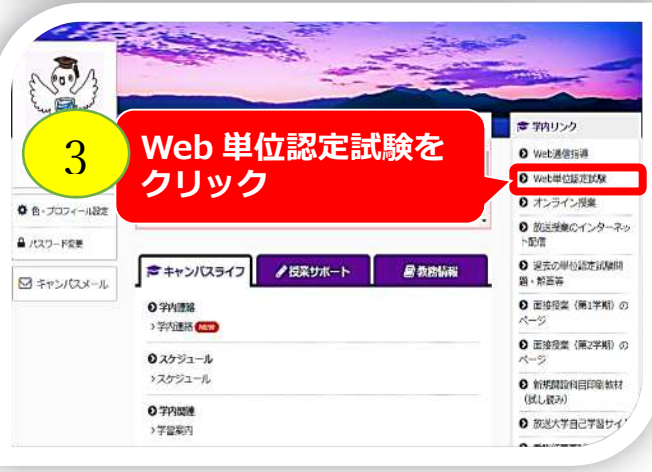 3
Web 単位認定試験を
クリック
色・プロフィール設定
パスワード変更
キャンパスメール
キャンパスライフ
授業サポート
教務情報
学内連絡
›学内連絡 NEW
スケジュール
›スケジュール
学内関連
›学習案内
学内リンク
Web通信指導
Web単位認定試験
オンライン授業
放送授業のインターネッ
ト配信
過去の単位認定試験問
題・解答等
面接授業（第1学期）の
ページ
面接授業（第2学期）の
ページ
新規開設科目印刷教材
（試し読み）
放送大学自己学習サイ